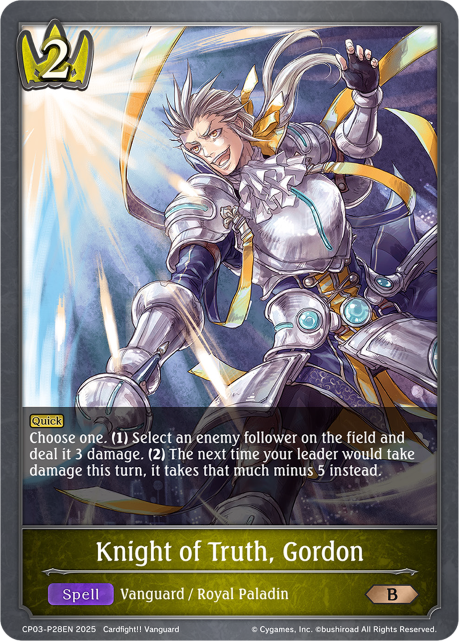 2
Quick
Choose one. (1) Select an enemy follower on the field and
deal it 3 damage. (2) The next time your leader would take
damage this turn, it takes that much minus 5 instead.
Knight of Truth, Gordon
Spell Vanguard / Royal Paladin B
CP03-P28EN 2025 Cardfight!! Vanguard © Cygames, Inc. ©bushiroad All Rights Reserved.